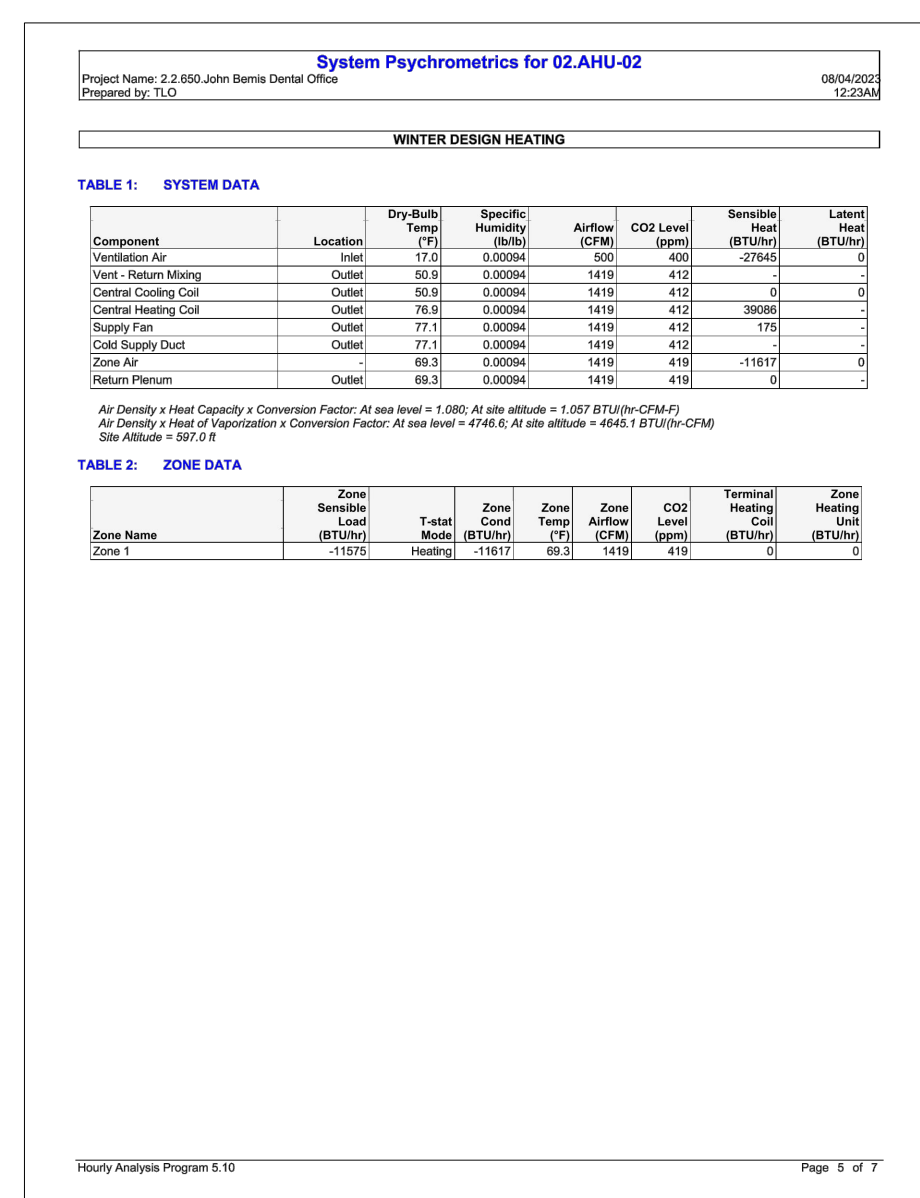 System Psychrometrics for 02.AHU-02
Project Name: 2.2.650.John Bemis Dental Office 08/04/2023
Prepared by: TLO 12:23AM
WINTER DESIGN HEATING
TABLE 1: SYSTEM DATA
Dry-Bulb Specific Sensible Latent
Temp Humidity Airflow CO2 Level Heat Heat
Component Location (°F) (lb/lb) (CFM) (ppm) (BTU/hr) (BTU/hr)
Ventilation Air Inlet 17.0 0.00094 500 400 -27645 0
Vent - Return Mixing Outlet 50.9 0.00094 1419 412 - -
Central Cooling Coil Outlet 50.9 0.00094 1419 412 0 0
Central Heating Coil Outlet 76.9 0.00094 1419 412 39086 -
Supply Fan Outlet 77.1 0.00094 1419 412 175 -
Cold Supply Duct Outlet 77.1 0.00094 1419 412 - -
Zone Air - 69.3 0.00094 1419 419 -11617 0
Return Plenum Outlet 69.3 0.00094 1419 419 0 -
Air Density x Heat Capacity x Conversion Factor: At sea level = 1.080; At site altitude = 1.057 BTU/(hr-CFM-F)
Air Density x Heat of Vaporization x Conversion Factor: At sea level = 4746.6; At site altitude = 4645.1 BTU/(hr-CFM)
Site Altitude = 597.0 ft
TABLE 2: ZONE DATA
Zone Terminal Zone
Sensible Zone Zone Zone CO2 Heating Heating
Load T-stat Cond Temp Airflow Level Coil Unit
Zone Name (BTU/hr) Mode (BTU/hr) (°F) (CFM) (ppm) (BTU/hr) (BTU/hr)
Zone 1 -11575 Heating -11617 69.3 1419 419 0 0
Hourly Analysis Program 5.10 Page 5 of 7